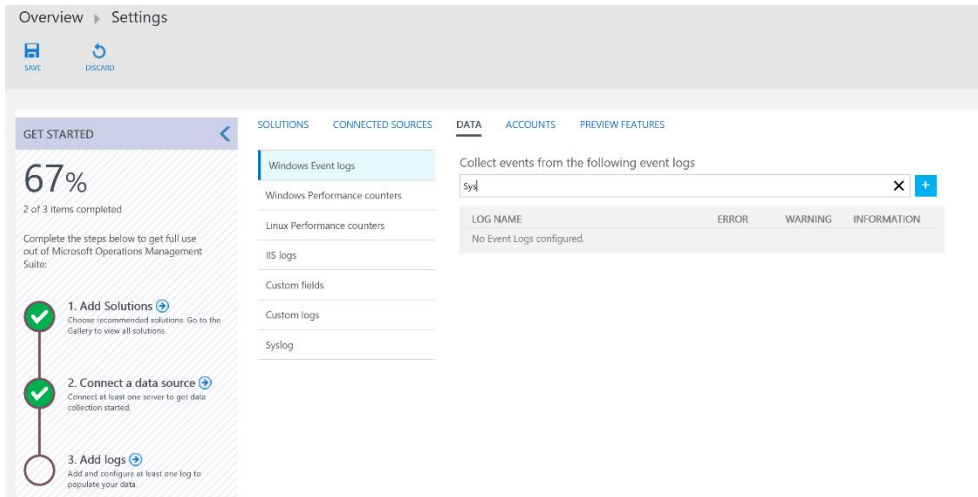 Overview Settings
SAVE DISCARD
GET STARTED
67%
2 of 3 items completed
Complete the steps below to get full use
out of Microsoft Operations Management
Suite:
1. Add Solutions
Choose recommended solutions. Go to the
Gallery to view all solutions.
2. Connect a data source
Connect at least one server to get data
collection started.
3. Add logs
Add and configure at least one log to
populate your data.
SOLUTIONS CONNECTED SOURCES DATA ACCOUNTS PREVIEW FEATURES
Windows Event logs
Windows Performance counters
Linux Performance counters
IIS logs
Custom fields
Custom logs
Syslog
Collect events from the following event logs
Sys
LOG NAME ERROR WARNING INFORMATION
No Event Logs configured.